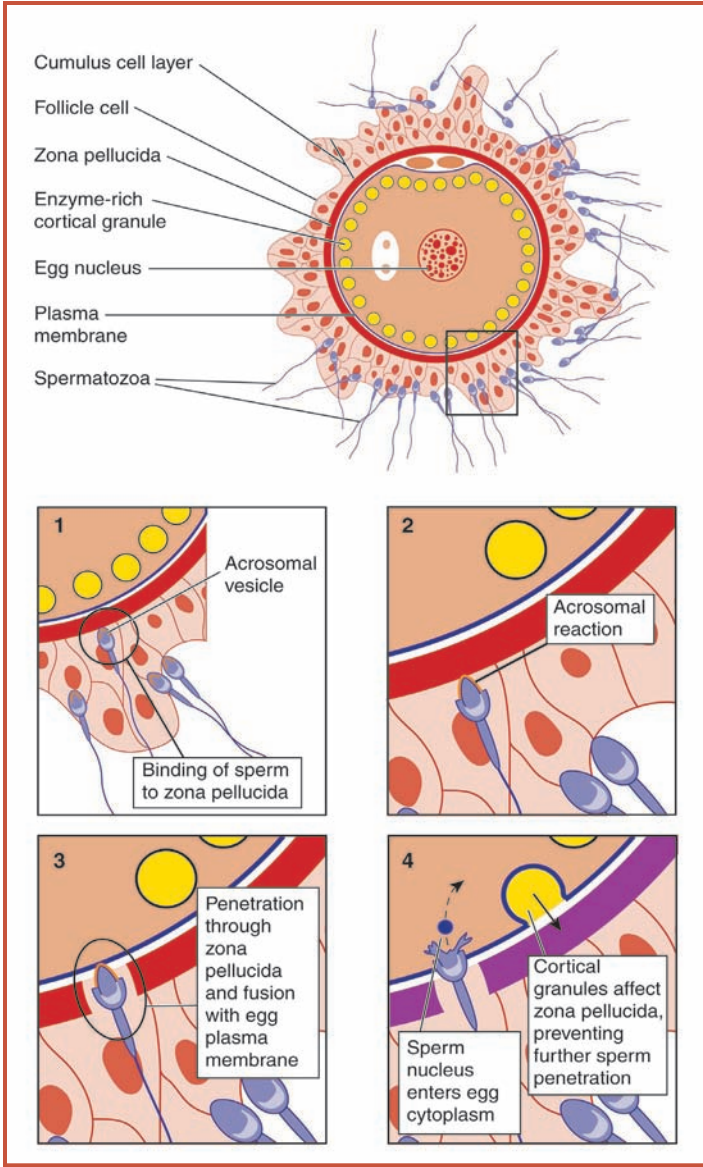 Cumulus cell layer
Follicle cell
Zona pellucida
Enzyme-rich
cortical granule
Egg nucleus
Plasma
membrane
Spermatozoa
1
Acrosomal
vesicle
Binding of sperm
to zona pellucida
2
Acrosomal
reaction
3
Penetration
through
zona
pellucida
and fusion
with egg
plasma
membrane
4
Sperm
nucleus
enters egg
cytoplasm
Cortical
granules affect
zona pellucida,
preventing
further sperm
penetration